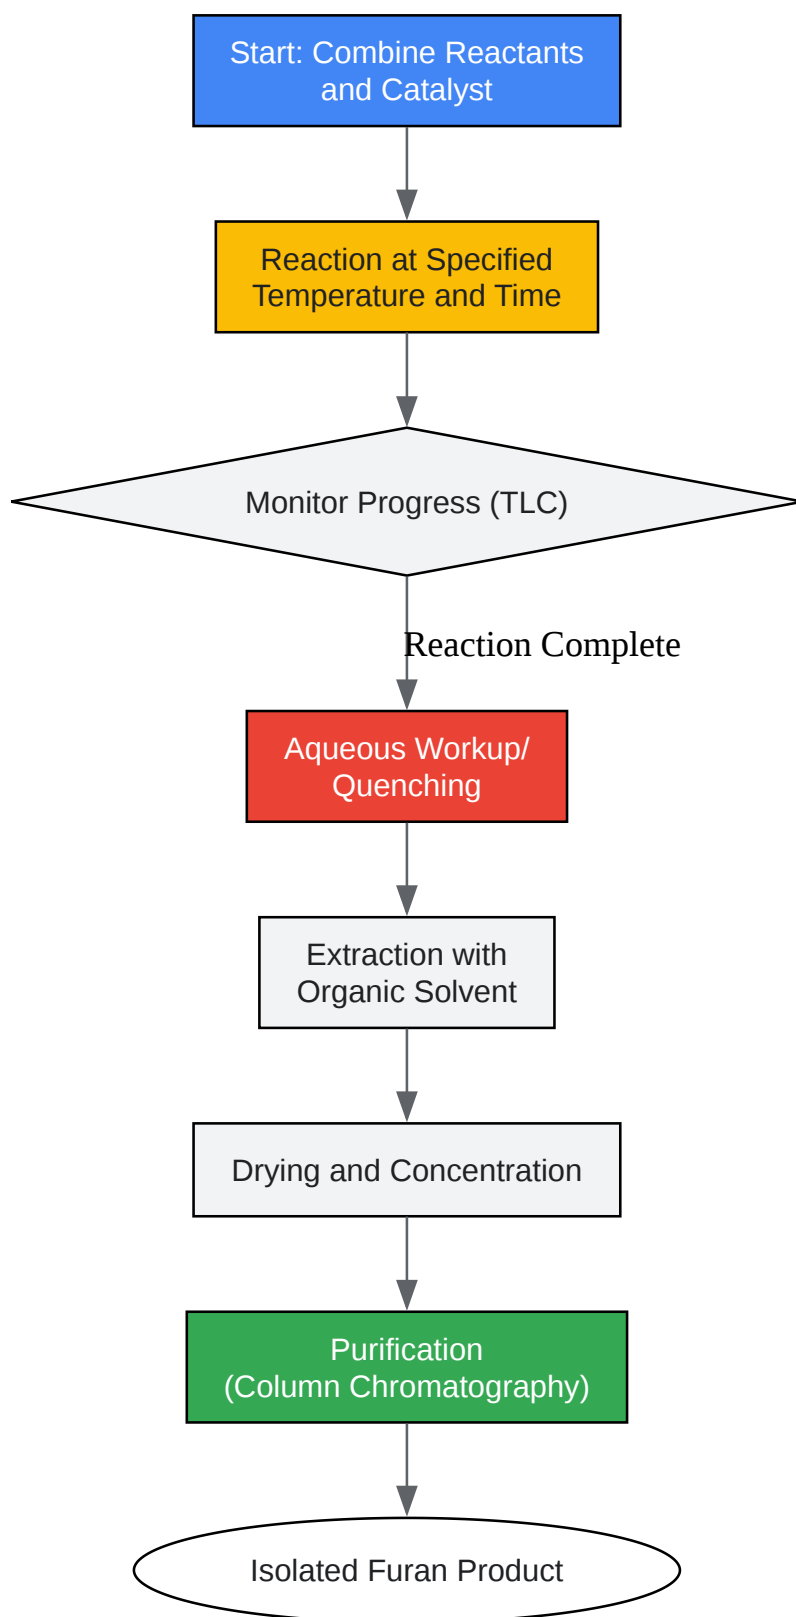 Start: Combine Reactants
and Catalyst
Reaction at Specified
Temperature and Time
Monitor Progress (TLC)
Reaction Complete
Aqueous Workup/
Quenching
Extraction with
Organic Solvent
Drying and Concentration
Purification
(Column Chromatography)
Isolated Furan Product